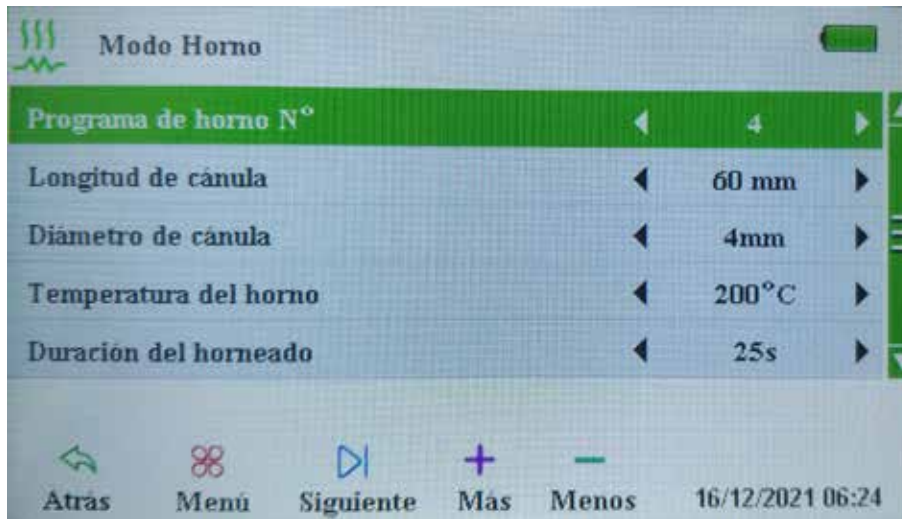 Modo Horno
Programa de horno Nº 4
Longitud de cánula 60 mm
Diámetro de cánula 4mm
Temperatura del horno 200°C
Duración del horneado 25s
Atrás Menú Siguiente Más Menos 16/12/2021 06:24